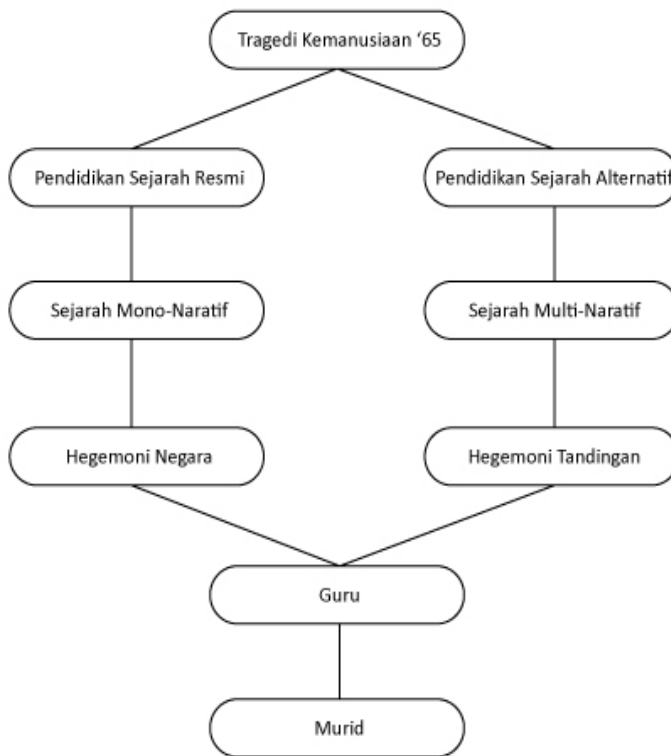 Tragedi Kemanusiaan ‘65
Pendidikan Sejarah Resmi
Pendidikan Sejarah Alternatif
Sejarah Mono-Naratif
Sejarah Multi-Naratif
Hegemoni Negara
Hegemoni Tandingan
Guru
Murid